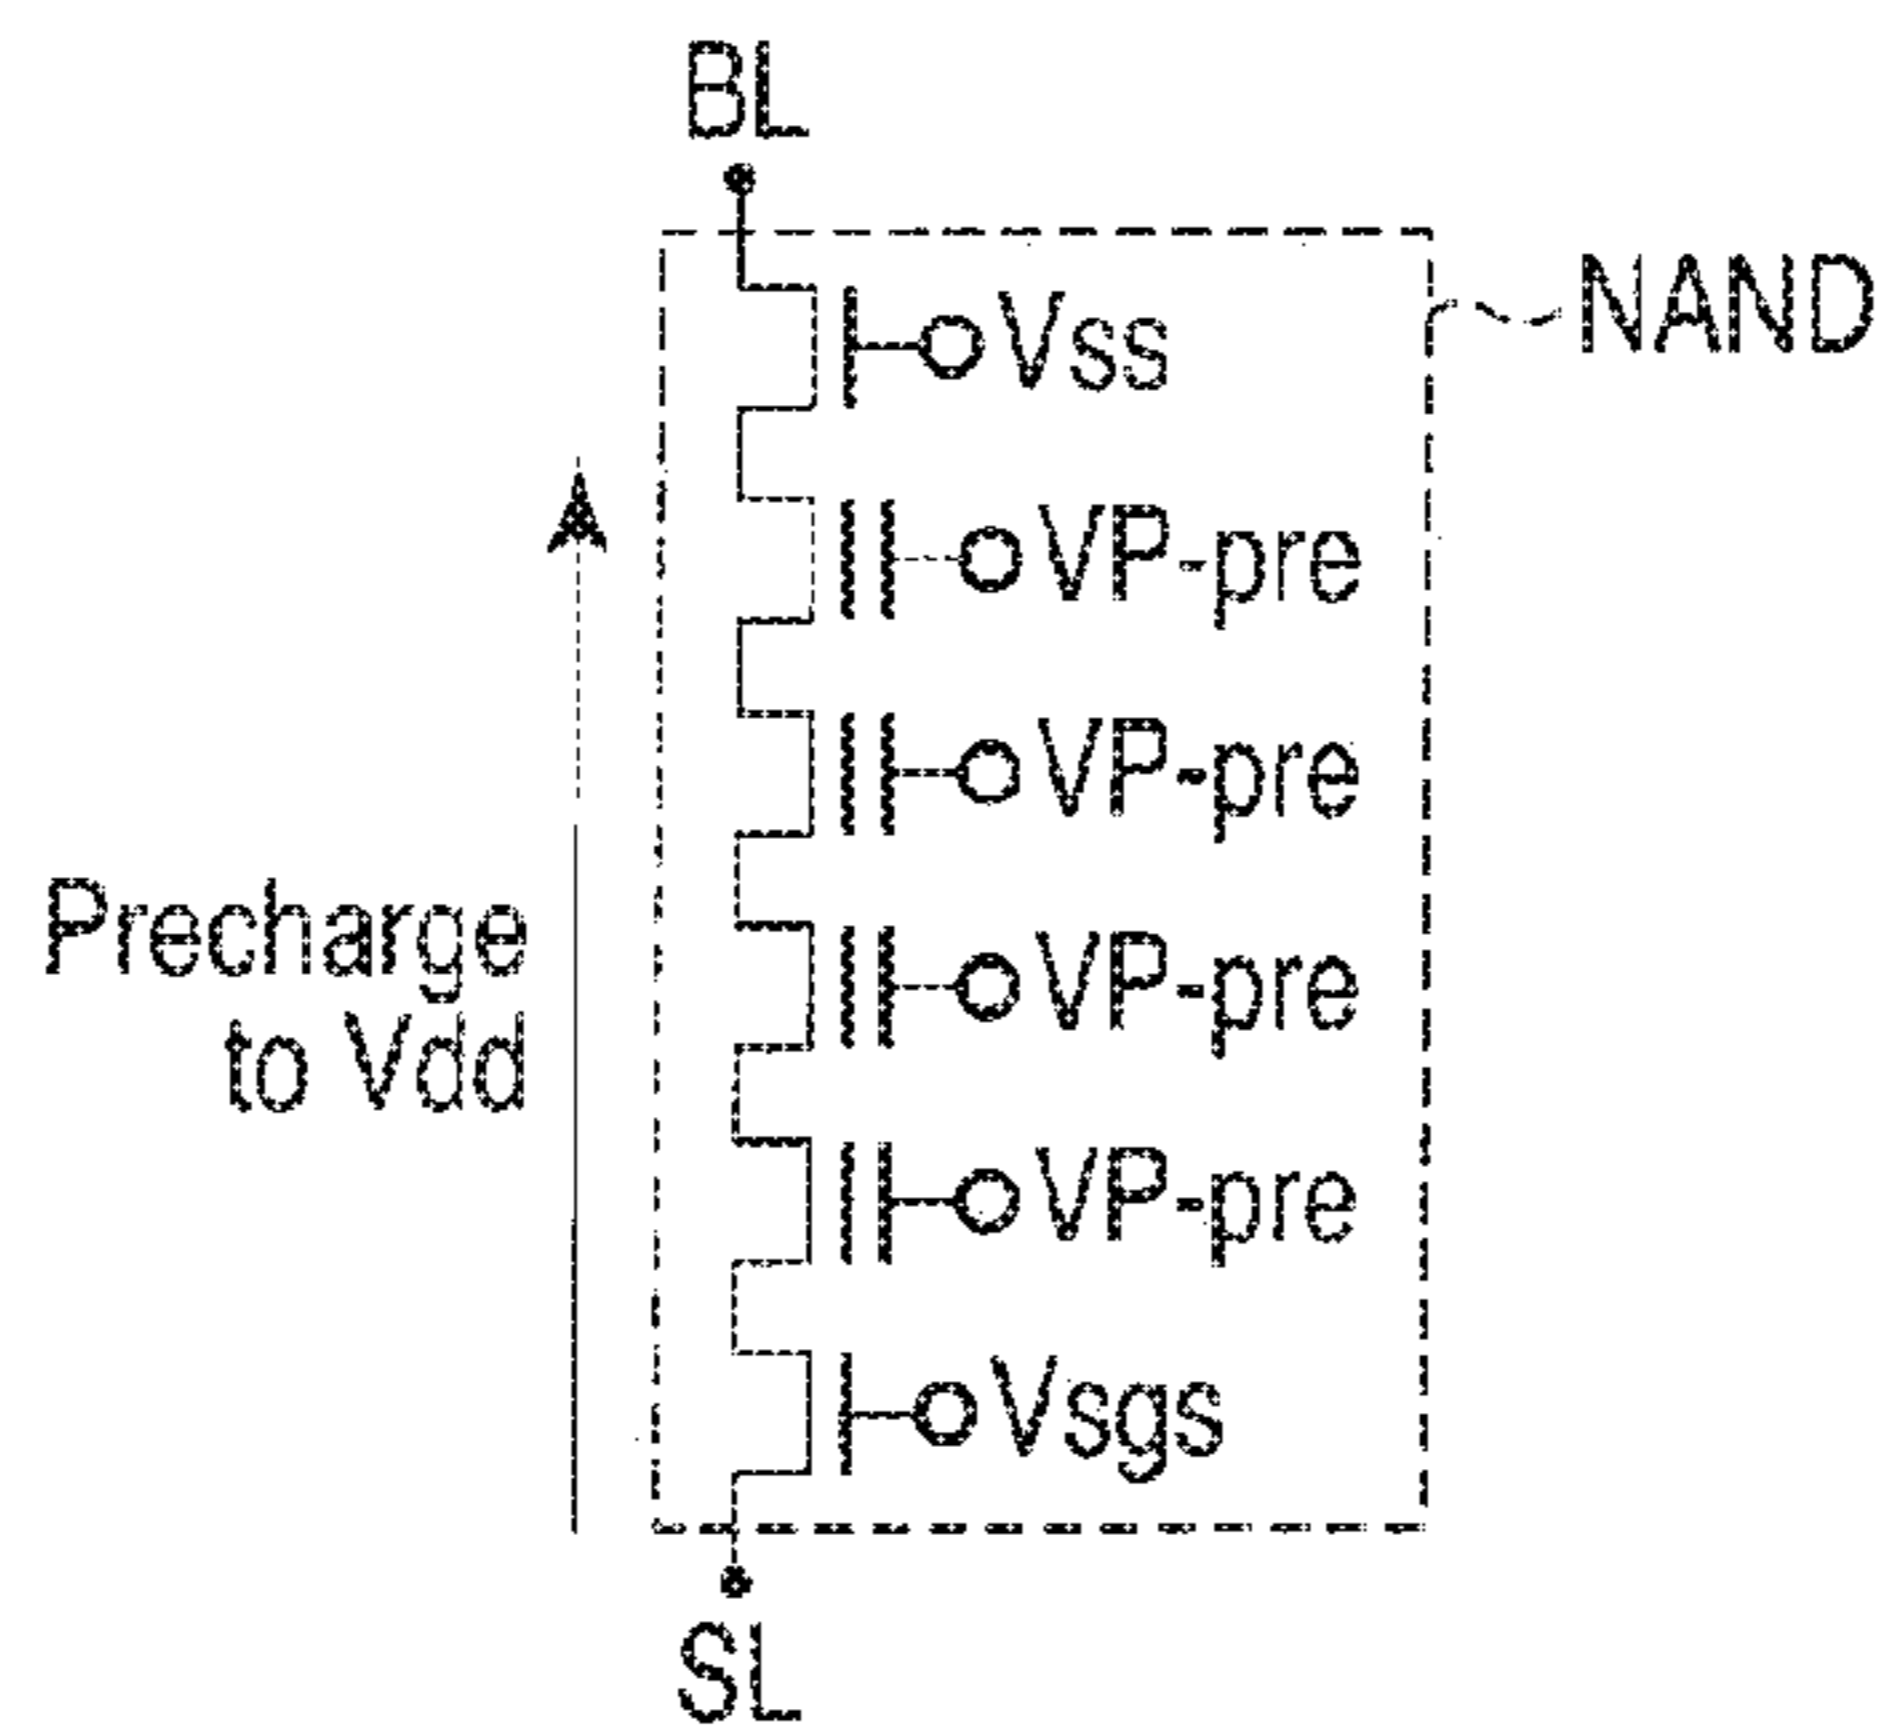 BL
NAND
Vss
VP-pre
VP-pre
Precharge
to Vdd
VP-pre
VP-pre
Vsgs
SL